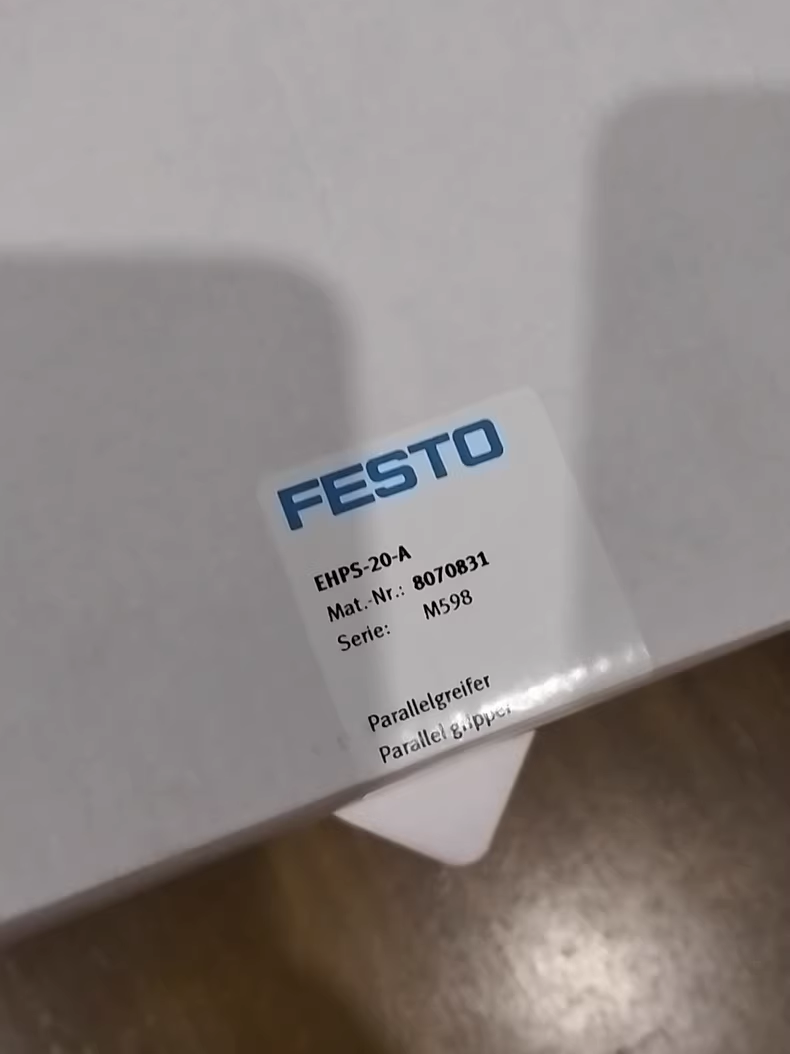 FESTO
EHPS-20-A
Mat.-Nr.: 8070831
Serie: M598
Parallelgreifer
Parallel gripper